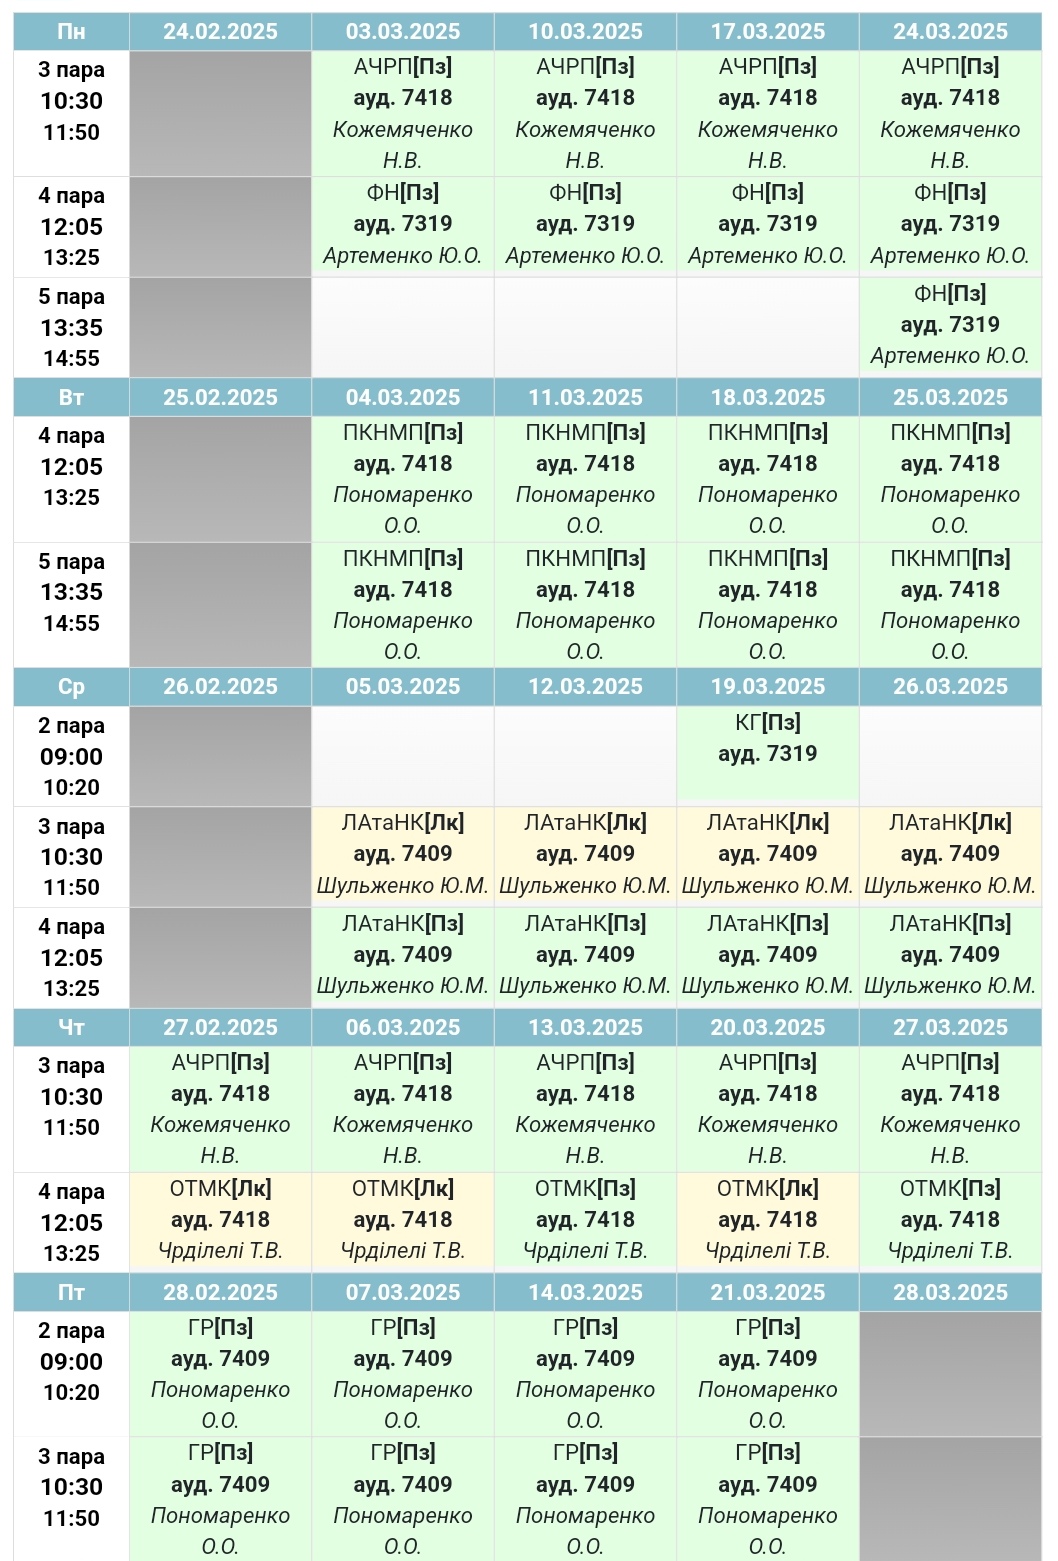 Пн 24.02.2025 03.03.2025 10.03.2025 17.03.2025 24.03.2025
3 пара АЧРП[Пз] АЧРП[Пз] АЧРП[Пз] АЧРП[Пз]
10:30 ауд. 7418 ауд. 7418 ауд. 7418 ауд. 7418
11:50 Кожемяченко Кожемяченко Кожемяченко Кожемяченко
Н.В. Н.В. Н.В. Н.В.
4 пара ФН[Пз] ФН[Пз] ФН[Пз] ФН[Пз]
12:05 ауд. 7319 ауд. 7319 ауд. 7319 ауд. 7319
13:25 Артеменко Ю.О. Артеменко Ю.О. Артеменко Ю.О. Артеменко Ю.О.
5 пара ФН[Пз]
13:35 ауд. 7319
14:55 Артеменко Ю.О.
Вт 25.02.2025 04.03.2025 11.03.2025 18.03.2025 25.03.2025
4 пара ПКНМП[Пз] ПКНМП[Пз] ПКНМП[Пз] ПКНМП[Пз]
12:05 ауд. 7418 ауд. 7418 ауд. 7418 ауд. 7418
13:25 Пономаренко Пономаренко Пономаренко Пономаренко
О.О. О.О. О.О. О.О.
5 пара ПКНМП[Пз] ПКНМП[Пз] ПКНМП[Пз] ПКНМП[Пз]
13:35 ауд. 7418 ауд. 7418 ауд. 7418 ауд. 7418
14:55 Пономаренко Пономаренко Пономаренко Пономаренко
О.О. О.О. О.О. О.О.
Ср 26.02.2025 05.03.2025 12.03.2025 19.03.2025 26.03.2025
2 пара КГ[Пз]
09:00 ауд. 7319
10:20
3 пара ЛАтаНК[Лк] ЛАтаНК[Лк] ЛАтаНК[Лк] ЛАтаНК[Лк]
10:30 ауд. 7409 ауд. 7409 ауд. 7409 ауд. 7409
11:50 Шульженко Ю.М. Шульженко Ю.М. Шульженко Ю.М. Шульженко Ю.М.
4 пара ЛАтаНК[Пз] ЛАтаНК[Пз] ЛАтаНК[Пз] ЛАтаНК[Пз]
12:05 ауд. 7409 ауд. 7409 ауд. 7409 ауд. 7409
13:25 Шульженко Ю.М. Шульженко Ю.М. Шульженко Ю.М. Шульженко Ю.М.
Чт 27.02.2025 06.03.2025 13.03.2025 20.03.2025 27.03.2025
3 пара АЧРП[Пз] АЧРП[Пз] АЧРП[Пз] АЧРП[Пз] АЧРП[Пз]
10:30 ауд. 7418 ауд. 7418 ауд. 7418 ауд. 7418 ауд. 7418
11:50 Кожемяченко Кожемяченко Кожемяченко Кожемяченко Кожемяченко
Н.В. Н.В. Н.В. Н.В. Н.В.
4 пара ОТМК[Лк] ОТМК[Лк] ОТМК[Пз] ОТМК[Лк] ОТМК[Пз]
12:05 ауд. 7418 ауд. 7418 ауд. 7418 ауд. 7418 ауд. 7418
13:25 Чрділелі Т.В. Чрділелі Т.В. Чрділелі Т.В. Чрділелі Т.В. Чрділелі Т.В.
Пт 28.02.2025 07.03.2025 14.03.2025 21.03.2025 28.03.2025
2 пара ГР[Пз] ГР[Пз] ГР[Пз] ГР[Пз]
09:00 ауд. 7409 ауд. 7409 ауд. 7409 ауд. 7409
10:20 Пономаренко Пономаренко Пономаренко Пономаренко
О.О. О.О. О.О. О.О.
3 пара ГР[Пз] ГР[Пз] ГР[Пз] ГР[Пз]
10:30 ауд. 7409 ауд. 7409 ауд. 7409 ауд. 7409
11:50 Пономаренко Пономаренко Пономаренко Пономаренко
О.О. О.О. О.О. О.О.